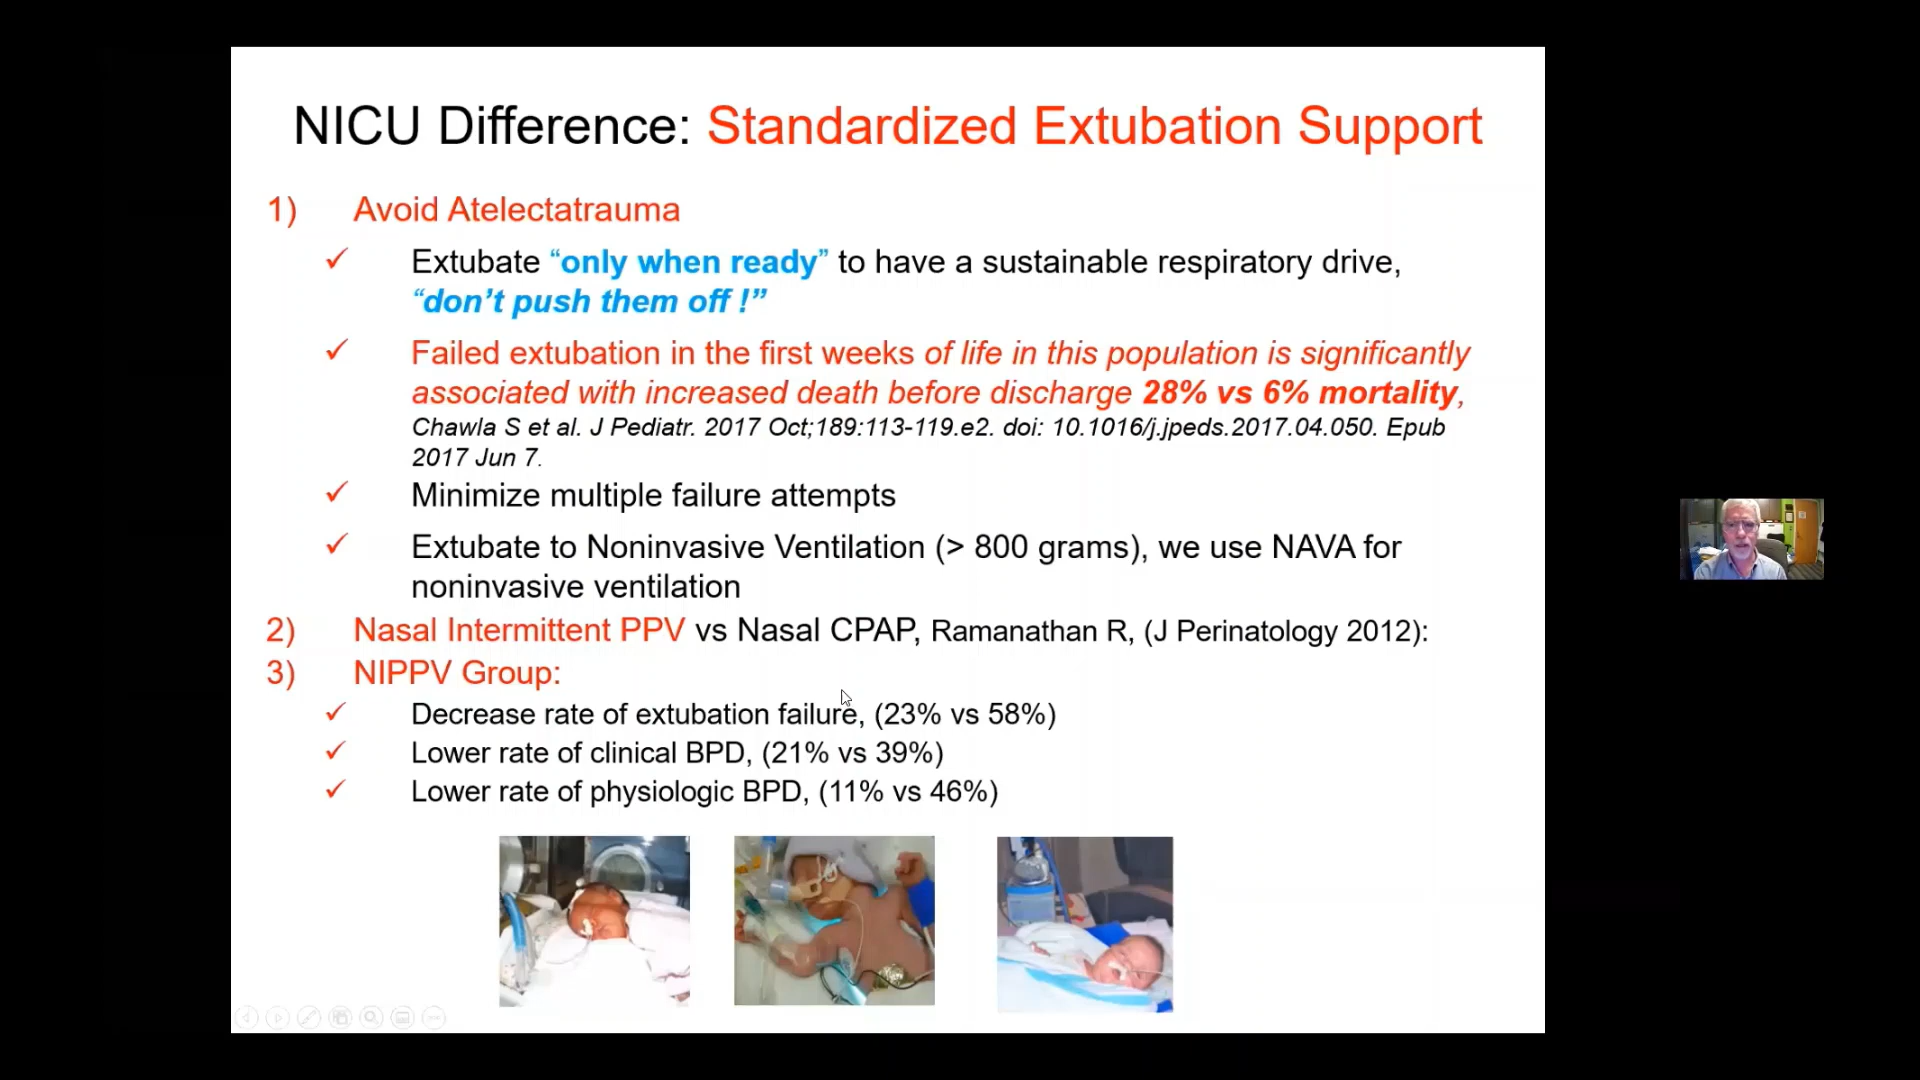 NICU Difference: Standardized Extubation Support
1) Avoid Atelectatrauma
✓ Extubate “only when ready” to have a sustainable respiratory drive,
“don’t push them off !”
✓ Failed extubation in the first weeks of life in this population is significantly
associated with increased death before discharge 28% vs 6% mortality,
Chawla S et al. J Pediatr. 2017 Oct;189:113-119.e2. doi: 10.1016/j.jpeds.2017.04.050. Epub
2017 Jun 7.
✓ Minimize multiple failure attempts
✓ Extubate to Noninvasive Ventilation (> 800 grams), we use NAVA for
noninvasive ventilation
2) Nasal Intermittent PPV vs Nasal CPAP, Ramanathan R, (J Perinatology 2012):
3) NIPPV Group:
✓ Decrease rate of extubation failure, (23% vs 58%)
✓ Lower rate of clinical BPD, (21% vs 39%)
✓ Lower rate of physiologic BPD, (11% vs 46%)